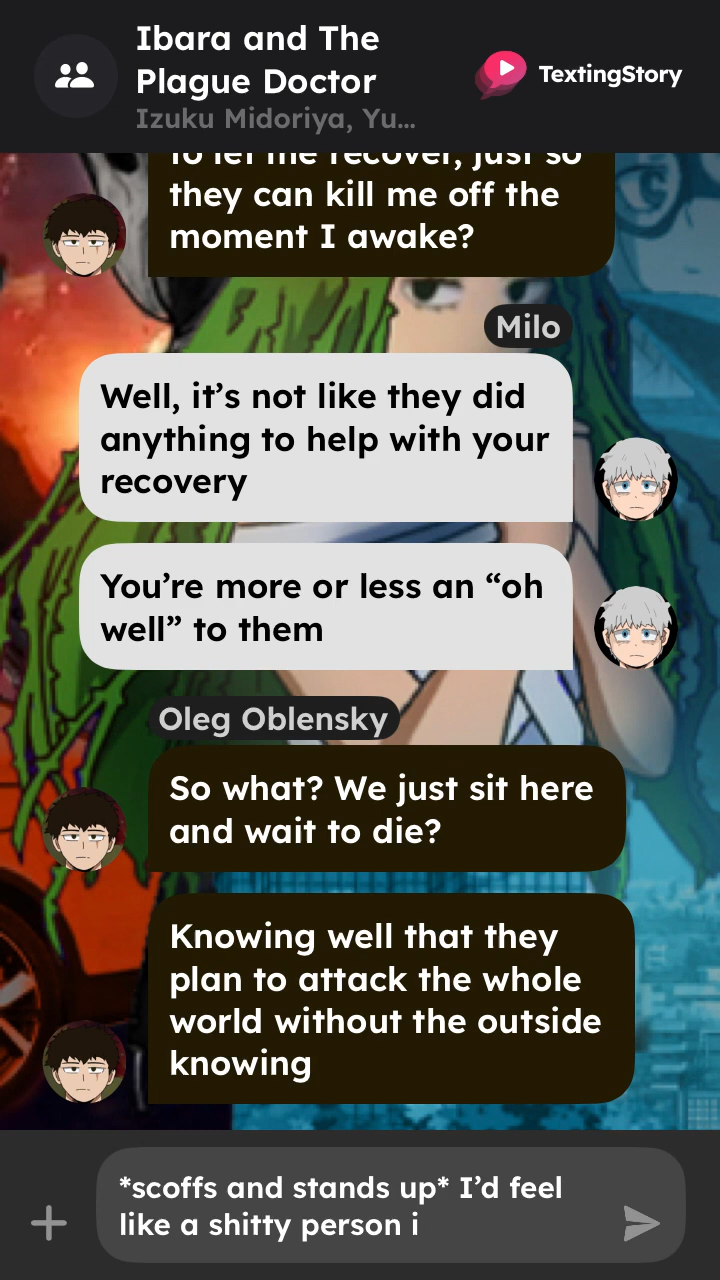 Ibara and The
Plague Doctor
Izuku Midoriya, Yu...
TextingStory
to let me recover, just so
they can kill me off the
moment I awake?
Milo
Well, it’s not like they did
anything to help with your
recovery
You’re more or less an “oh
well” to them
Oleg Oblensky
So what? We just sit here
and wait to die?
Knowing well that they
plan to attack the whole
world without the outside
knowing
*scoffs and stands up* I’d feel
like a shitty person i